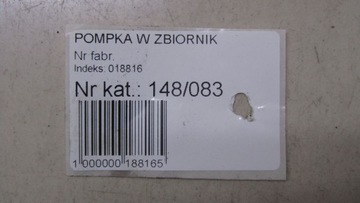 POMPKA W ZBIORNIK
Nr fabr.
Indeks: 018816
Nr kat.: 148/083
1 000000 188165